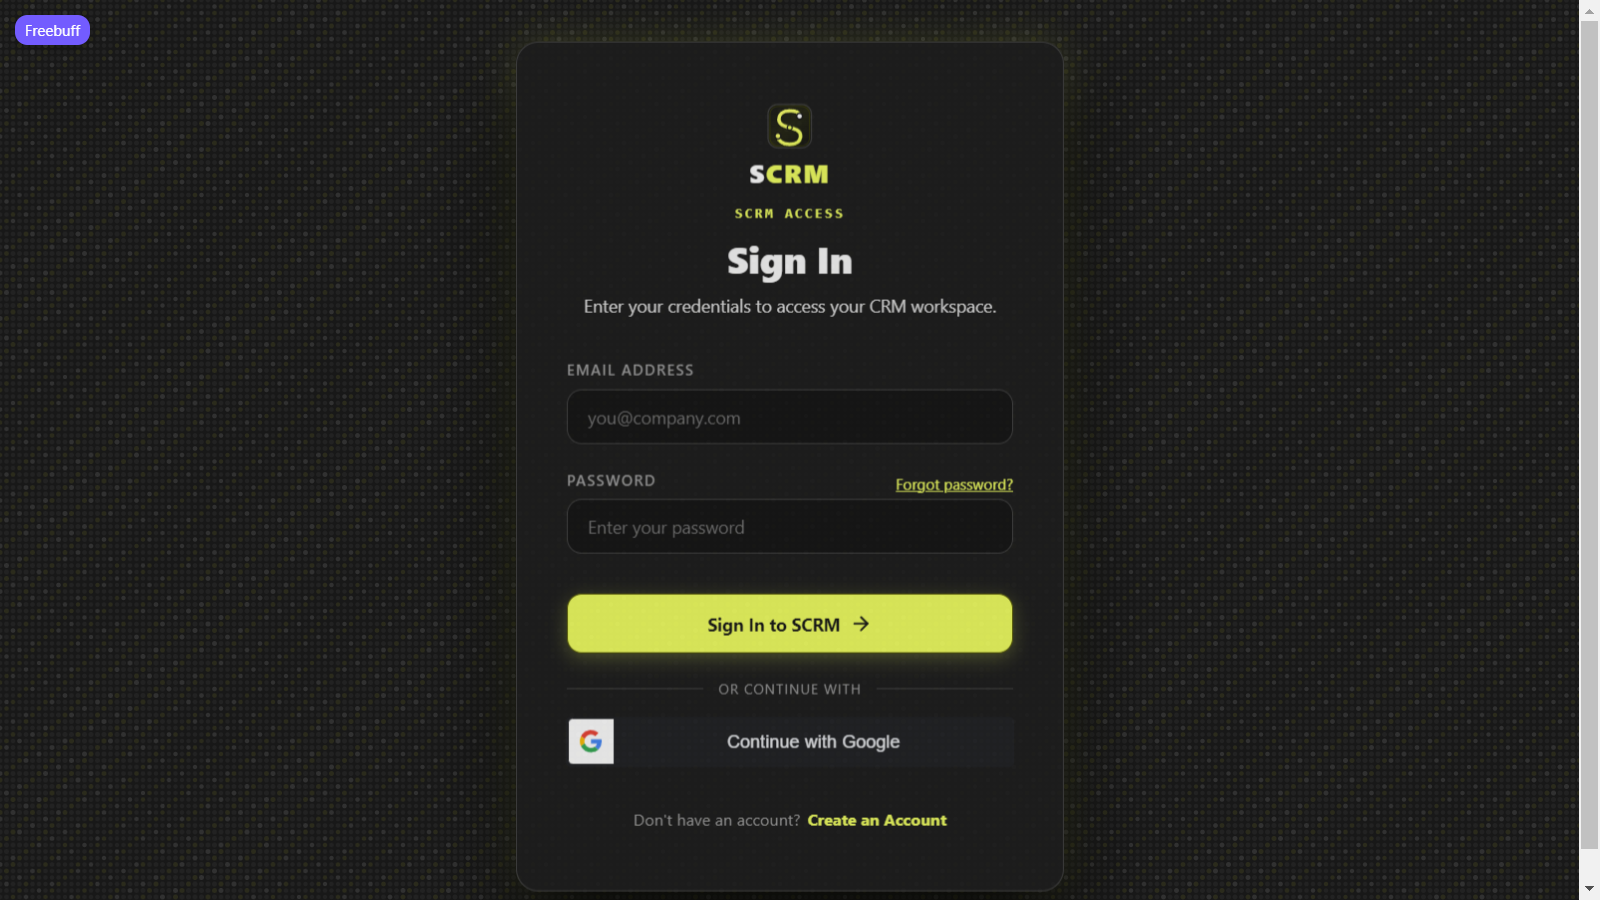 Freebuff
SCRM
SCRM ACCESS
Sign In
Enter your credentials to access your CRM workspace.
EMAIL ADDRESS
you@company.com
PASSWORD
Forgot password?
Enter your password
Sign In to SCRM →
OR CONTINUE WITH
Continue with Google
Don't have an account? Create an Account